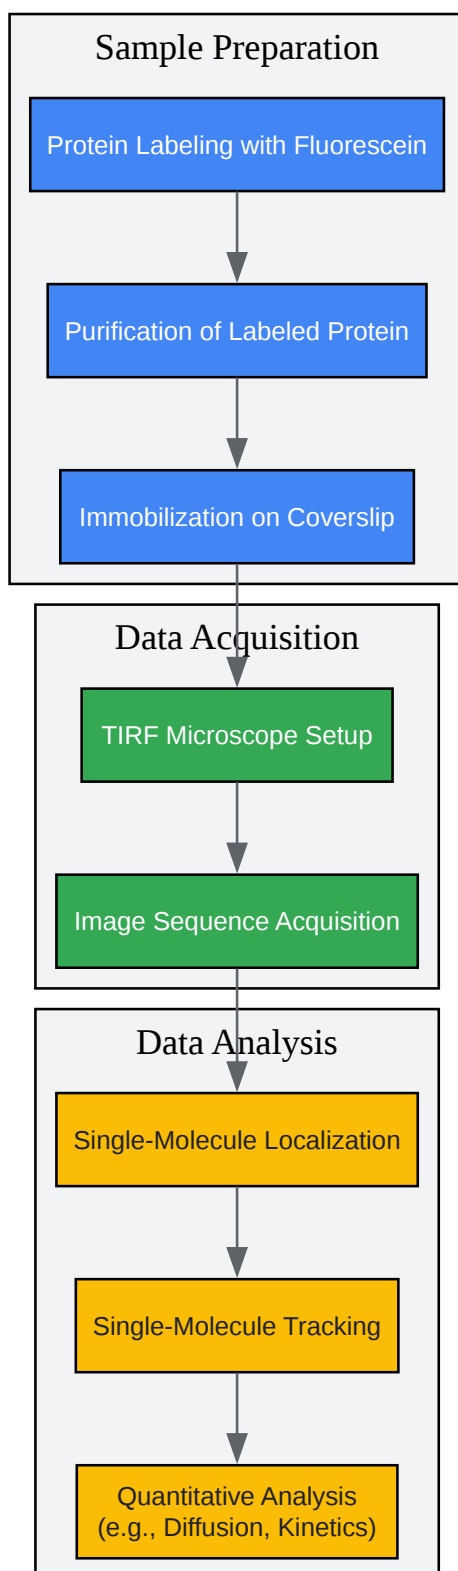 Sample Preparation
Protein Labeling with Fluorescein
Purification of Labeled Protein
Immobilization on Coverslip
Data Acquisition
TIRF Microscope Setup
Image Sequence Acquisition
Data Analysis
Single-Molecule Localization
Single-Molecule Tracking
Quantitative Analysis
(e.g., Diffusion, Kinetics)